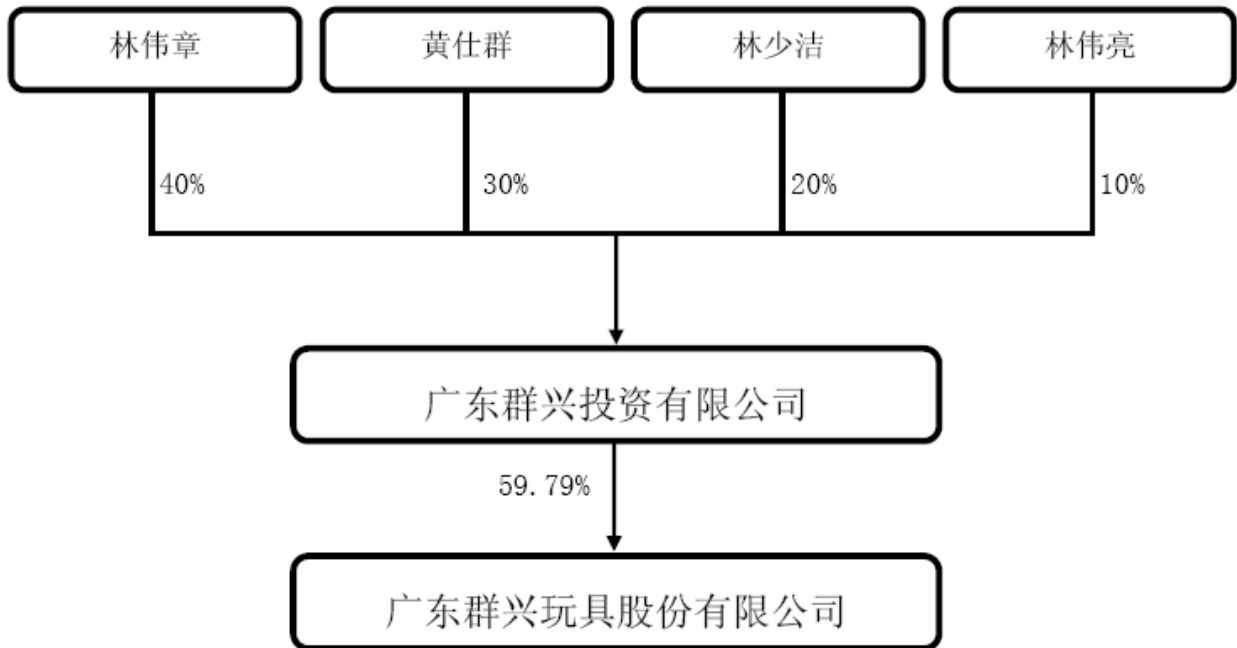 林伟章
黄仕群
林少洁
林伟亮
40%
30%
20%
10%
广东群兴投资有限公司
59.79%
广东群兴玩具股份有限公司